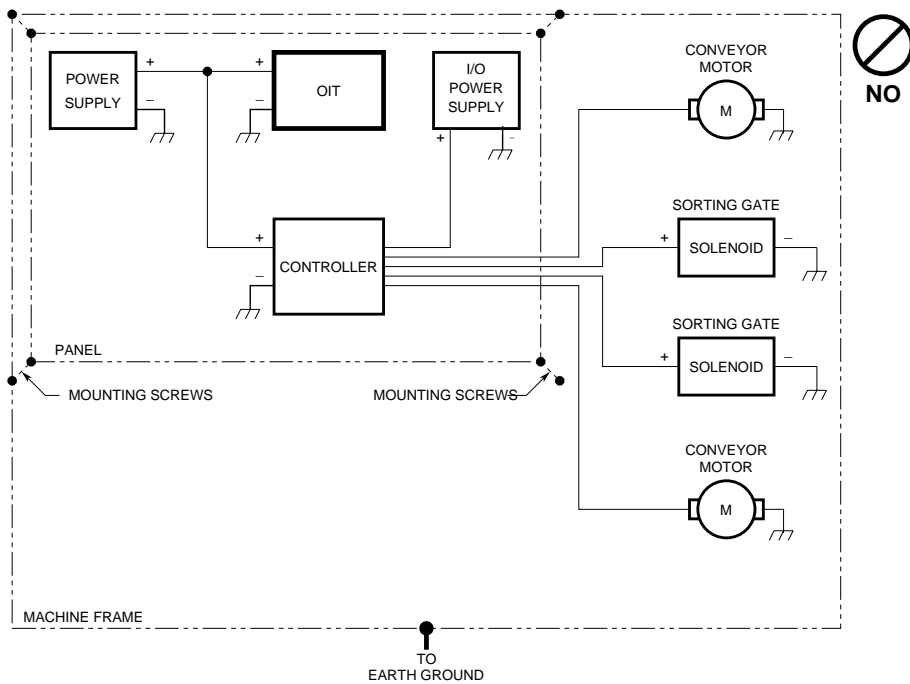 POWER
SUPPLY
+
−
+
−
OIT
I/O
POWER
SUPPLY
+
−
CONVEYOR
MOTOR
M
NO
SORTING GATE
+
SOLENOID
−
+
−
CONTROLLER
SORTING GATE
+
SOLENOID
−
PANEL
MOUNTING SCREWS
MOUNTING SCREWS
CONVEYOR
MOTOR
M
MACHINE FRAME
TO
EARTH GROUND